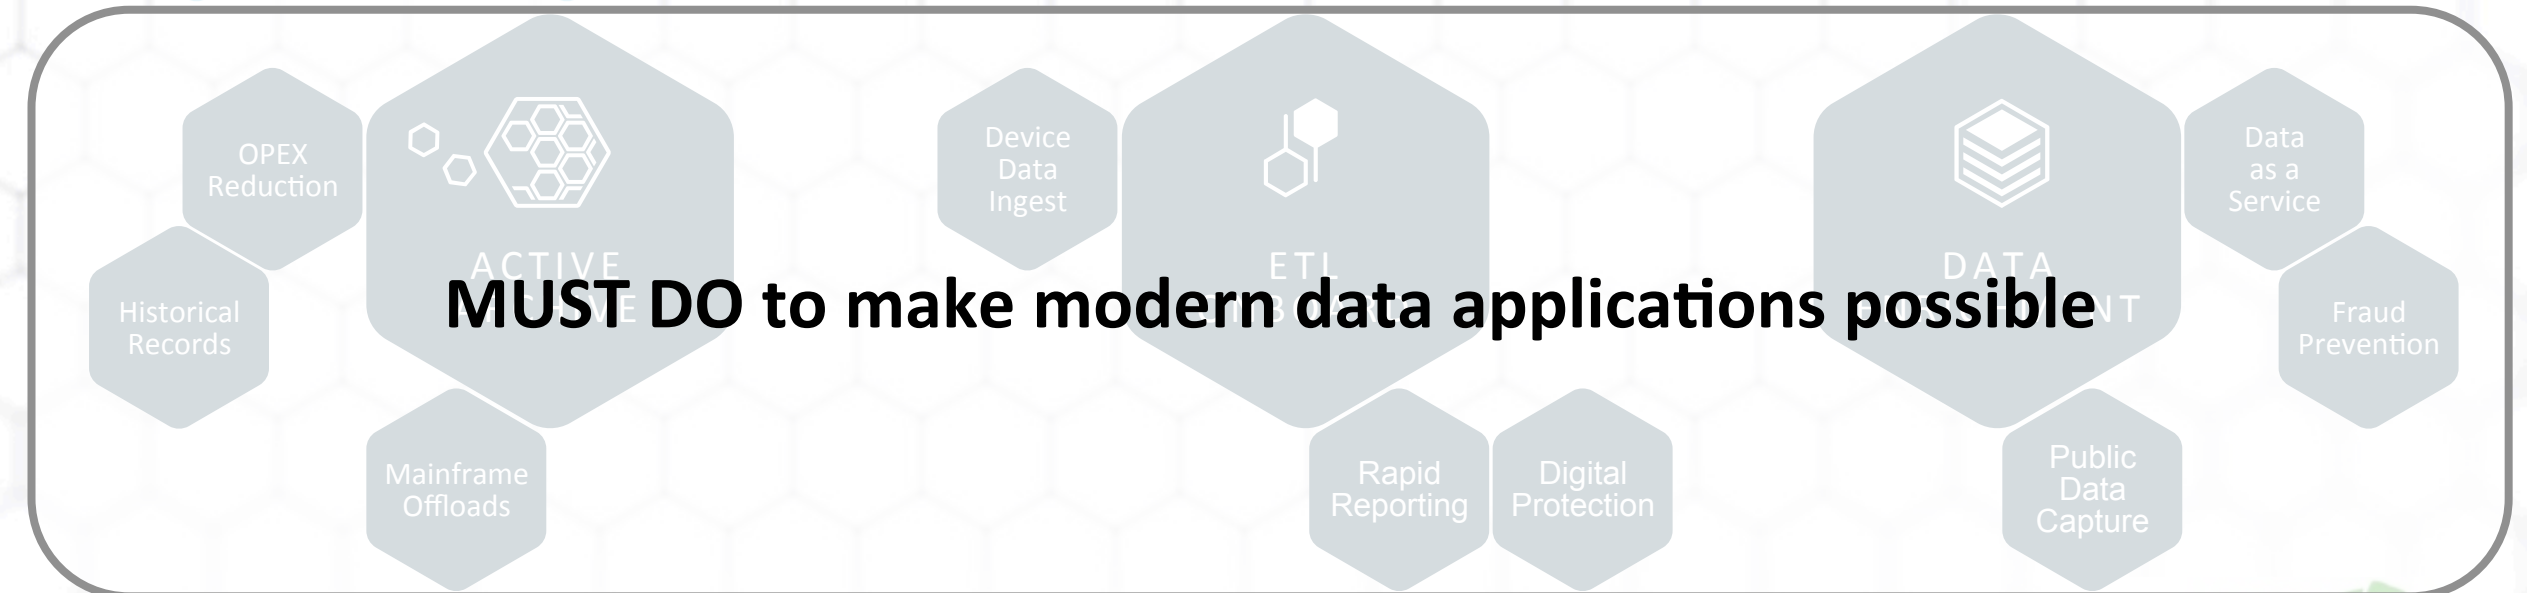 OPEX
Reduction
Historical
Records
Mainframe
Offloads
ACTIVE
Device
Data
Ingest
ETL
Rapid
Reporting
Digital
Protection
DATA
Data
as a
Service
Fraud
Prevention
Public
Data
Capture
MUST DO to make modern data applications possible